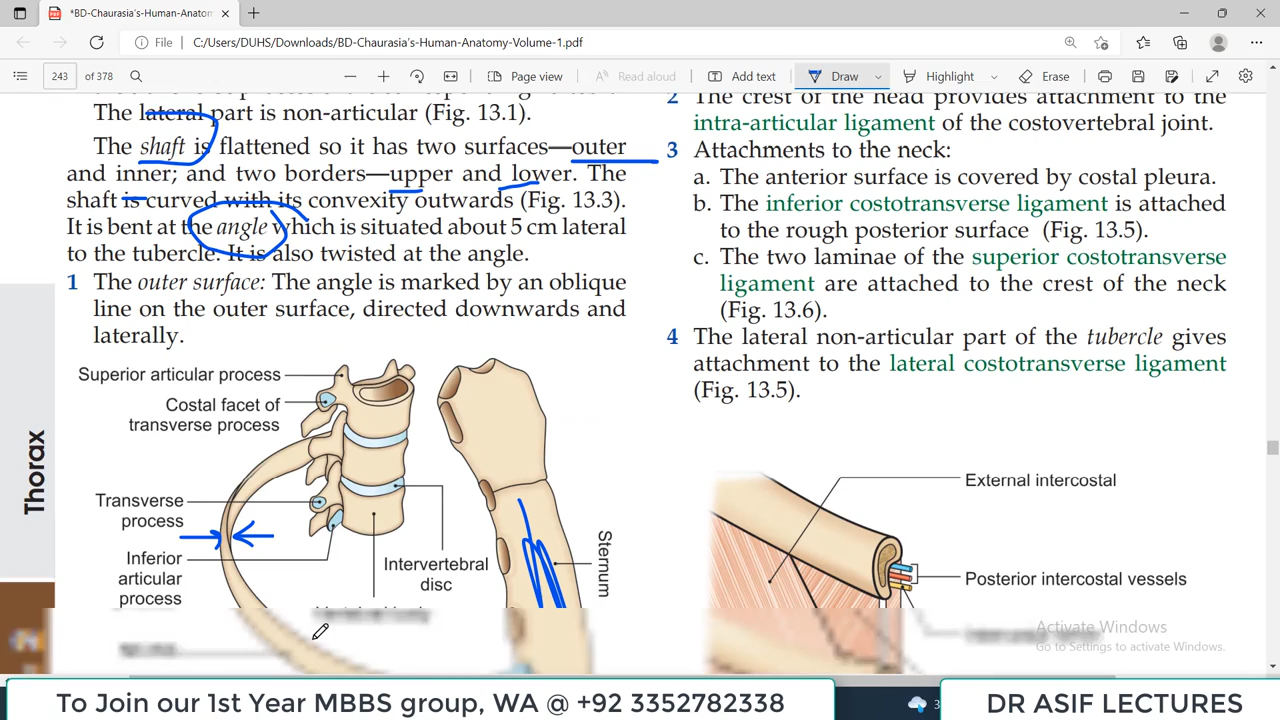 *BD-Chaurasia's-Human-Anaton
File
C:/Users/DUHS/Downloads/BD-Chaurasia's-Human-Anatomy-Volume-1.pdf
243
of 378
Page view
Read aloud
Add text
Draw
Highlight
Erase
The lateral part is non-articular (Fig. 13.1).
The shaft is flattened so it has two surfaces—outer
and inner; and two borders—upper and lower. The
shaft is curved with its convexity outwards (Fig. 13.3).
It is bent at the angle which is situated about 5 cm lateral
to the tubercle. It is also twisted at the angle.
1 The outer surface: The angle is marked by an oblique
line on the outer surface, directed downwards and
laterally.
Superior articular process
Costal facet of
transverse process
Transverse
process
Inferior
articular
process
Intervertebral
disc
Sternum
2 The crest of the head provides attachment to the
intra-articular ligament of the costovertebral joint.
3 Attachments to the neck:
a. The anterior surface is covered by costal pleura.
b. The inferior costotransverse ligament is attached
to the rough posterior surface (Fig. 13.5).
c. The two laminae of the superior costotransverse
ligament are attached to the crest of the neck
(Fig. 13.6).
4 The lateral non-articular part of the tubercle gives
attachment to the lateral costotransverse ligament
(Fig. 13.5).
External intercostal
Posterior intercostal vessels
Thorax
Activate Windows
Go to Settings to activate Windows.
To Join our 1st Year MBBS group, WA @ +92 3352782338
DR ASIF LECTURES